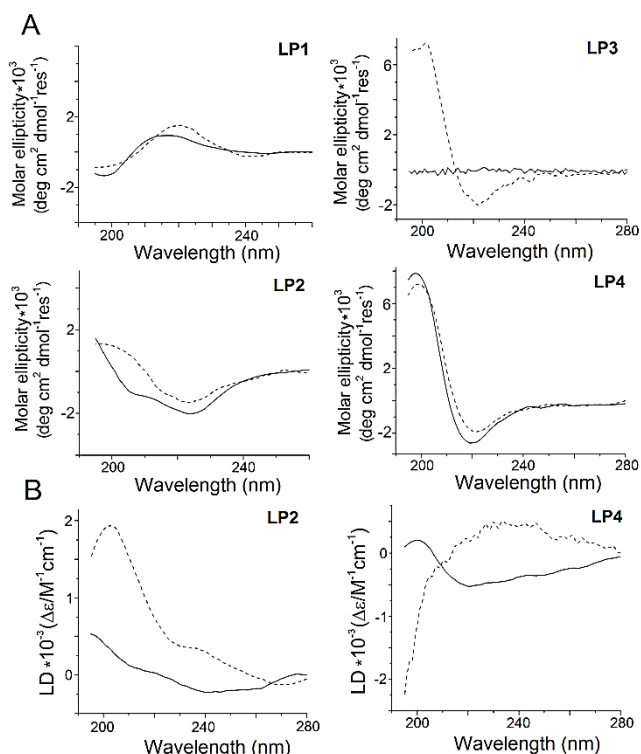 A
LP1
Molar ellipticity*10³
(deg cm² dmol⁻¹res⁻¹)
2
-2
200
240
Wavelength (nm)
LP3
Molar ellipticity*10³
(deg cm² dmol⁻¹res⁻¹)
6
2
-2
200
240
280
Wavelength (nm)
LP2
Molar ellipticity*10³
(deg cm² dmol⁻¹res⁻¹)
2
-2
200
240
Wavelength (nm)
LP4
Molar ellipticity*10³
(deg cm² dmol⁻¹res⁻¹)
6
2
-2
200
240
280
Wavelength (nm)
B
LP2
LD *10⁻³(Δε/M⁻¹cm⁻¹)
2
1
0
200
240
280
Wavelength (nm)
LP4
LD *10⁻³(Δε/M⁻¹cm⁻¹)
0
-1
-2
200
240
280
Wavelength (nm)